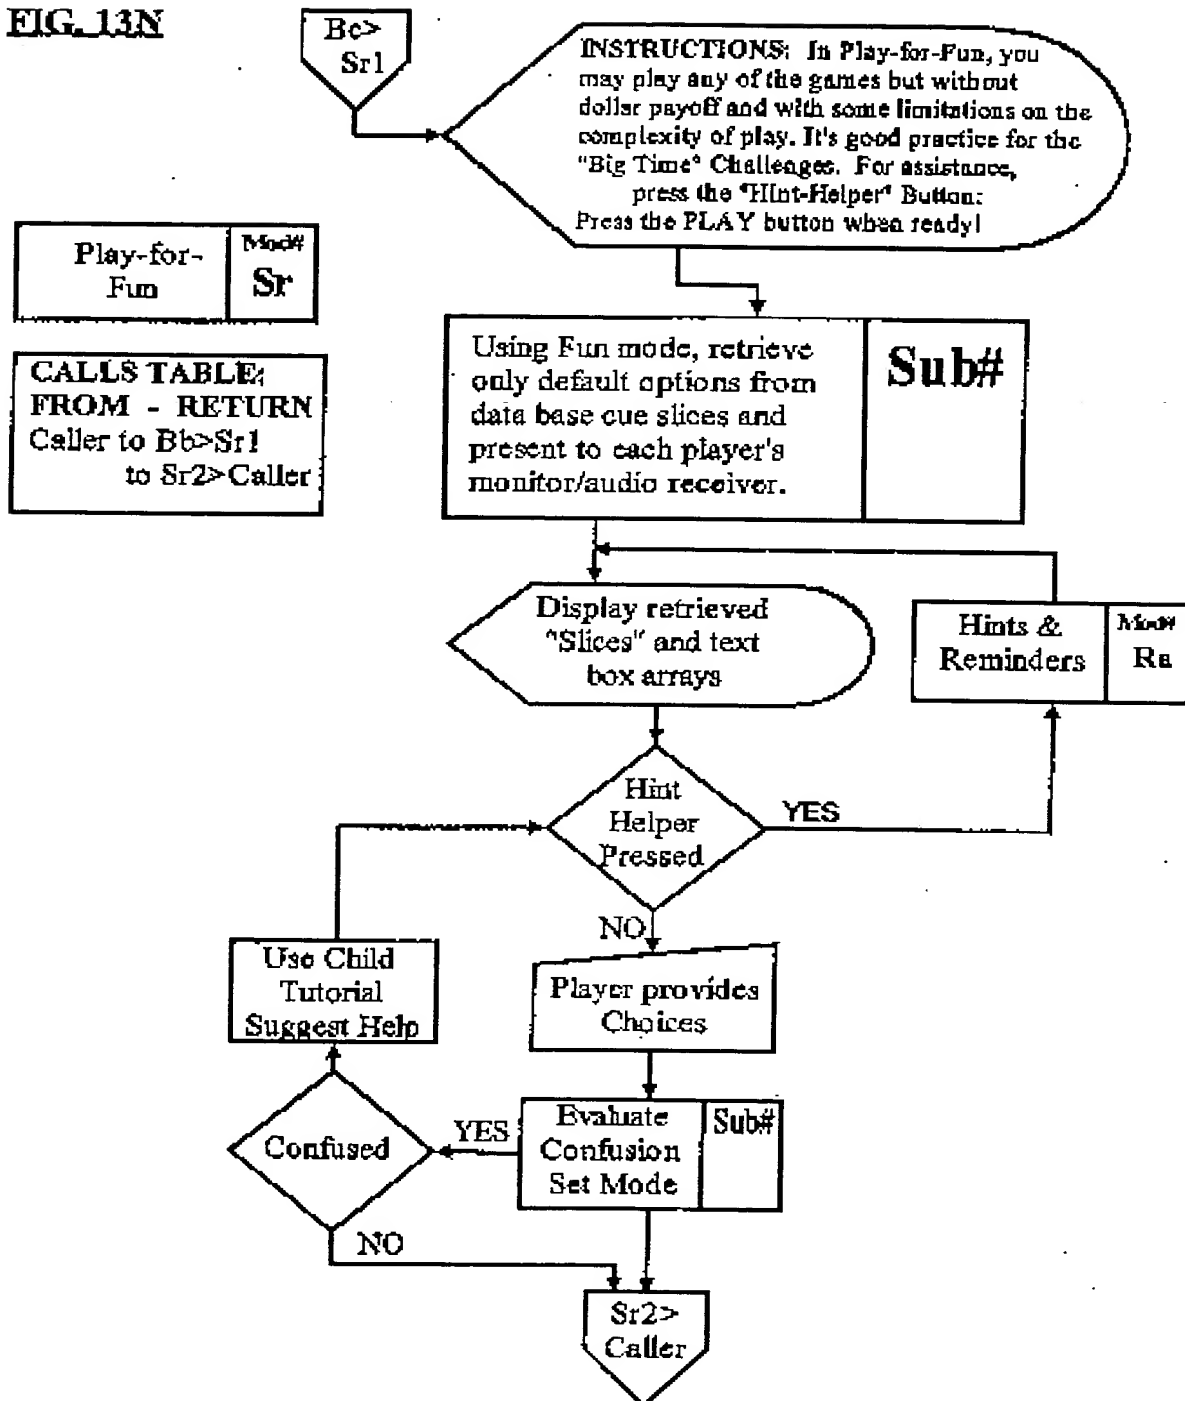 FIG. 13N
Bc>
Sr1
INSTRUCTIONS: In Play-for-Fun, you
may play any of the games but without
dollar payoff and with some limitations on the
complexity of play. It's good practice for the
"Big Time" Challenges. For assistance,
press the "Hint-Helper" Button:
Press the PLAY button when ready!
Play-for-
Fun
Mod#
Sr
CALLS TABLE:
FROM - RETURN
Caller to Bb>Sr1
to Sr2>Caller
Using Fun mode, retrieve
only default options from
data base cue slices and
present to each player's
monitor/audio receiver.
Sub#
Display retrieved
"Slices" and text
box arrays
Hints &
Reminders
Mod#
Ra
Hint
Helper
Pressed
YES
NO
Use Child
Tutorial
Suggest Help
Player provides
Choices
Confused
YES
Evaluate
Confusion
Set Mode
Sub#
NO
Sr2>
Caller